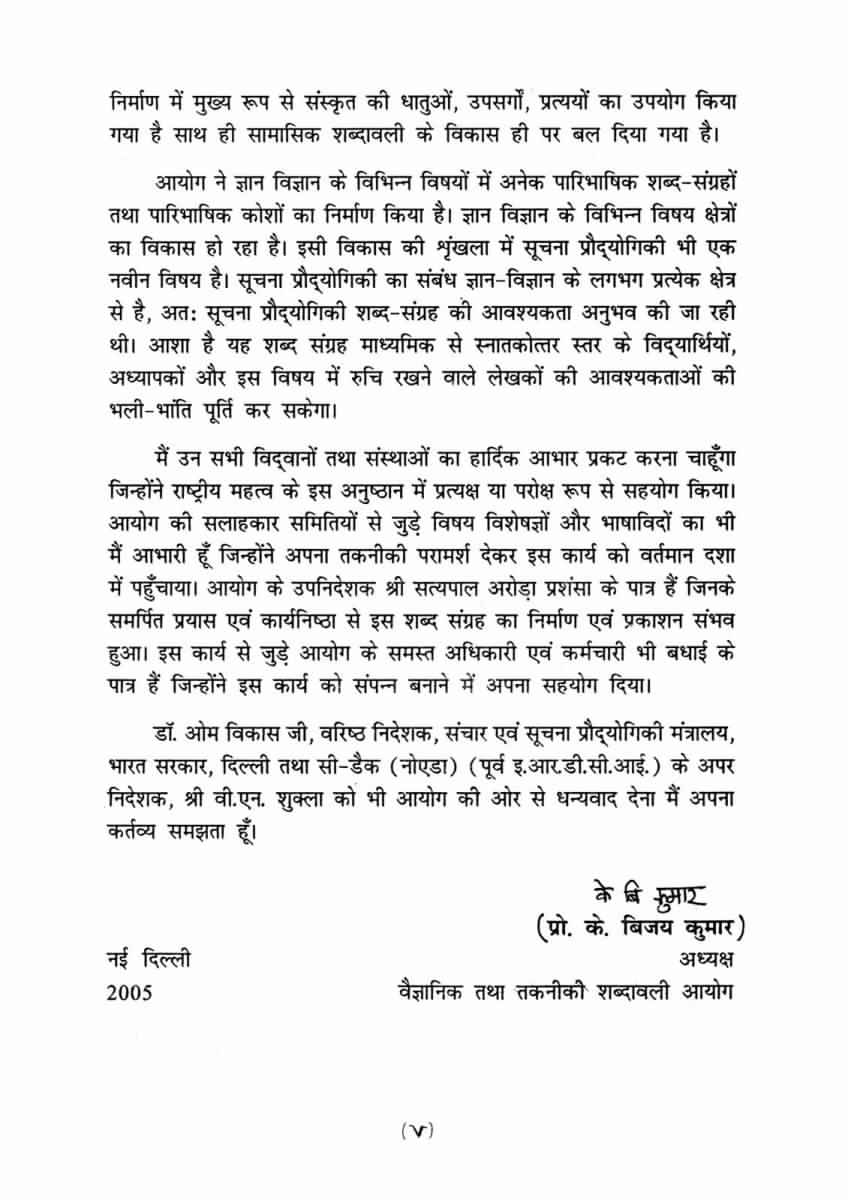 निर्माण में मुख्य रूप से संस्कृत की धातुओं, उपसर्गों, प्रत्ययों का उपयोग किया
गया है साथ ही सामासिक शब्दावली के विकास ही पर बल दिया गया है।
आयोग ने ज्ञान विज्ञान के विभिन्न विषयों में अनेक पारिभाषिक शब्द-संग्रहों
तथा पारिभाषिक कोशों का निर्माण किया है। ज्ञान विज्ञान के विभिन्न विषय क्षेत्रों
का विकास हो रहा है। इसी विकास की शृंखला में सूचना प्रौद्‌योगिकी भी एक
नवीन विषय है। सूचना प्रौद्‌योगिकी का संबंध ज्ञान-विज्ञान के लगभग प्रत्येक क्षेत्र
से है, अतः सूचना प्रौद्‌योगिकी शब्द-संग्रह की आवश्यकता अनुभव की जा रही
थी। आशा है यह शब्द संग्रह माध्यमिक से स्नातकोत्तर स्तर के विद्‌यार्थियों,
अध्यापकों और इस विषय में रुचि रखने वाले लेखकों की आवश्यकताओं की
भली-भांति पूर्ति कर सकेगा।
मैं उन सभी विद्‌वानों तथा संस्थाओं का हार्दिक आभार प्रकट करना चाहूँगा
जिन्होंने राष्ट्रीय महत्व के इस अनुष्ठान में प्रत्यक्ष या परोक्ष रूप से सहयोग किया।
आयोग की सलाहकार समितियों से जुड़े विषय विशेषज्ञों और भाषाविदों का भी
मैं आभारी हूँ जिन्होंने अपना तकनीकी परामर्श देकर इस कार्य को वर्तमान दशा
में पहुँचाया। आयोग के उपनिदेशक श्री सत्यपाल अरोड़ा प्रशंसा के पात्र हैं जिनके
समर्पित प्रयास एवं कार्यनिष्ठा से इस शब्द संग्रह का निर्माण एवं प्रकाशन संभव
हुआ। इस कार्य से जुड़े आयोग के समस्त अधिकारी एवं कर्मचारी भी बधाई के
पात्र हैं जिन्होंने इस कार्य को संपन्न बनाने में अपना सहयोग दिया।
डॉ. ओम विकास जी, वरिष्ठ निदेशक, संचार एवं सूचना प्रौद्‌योगिकी मंत्रालय,
भारत सरकार, दिल्ली तथा सी-डैक (नोएडा) (पूर्व इ.आर.डी.सी.आई.) के अपर
निदेशक, श्री वी.एन. शुक्ला को भी आयोग की ओर से धन्यवाद देना मैं अपना
कर्तव्य समझता हूँ।
के बि कुमार
(प्रो. के. बिजय कुमार)
नई दिल्ली अध्यक्ष
2005 वैज्ञानिक तथा तकनीकी शब्दावली आयोग
(v)